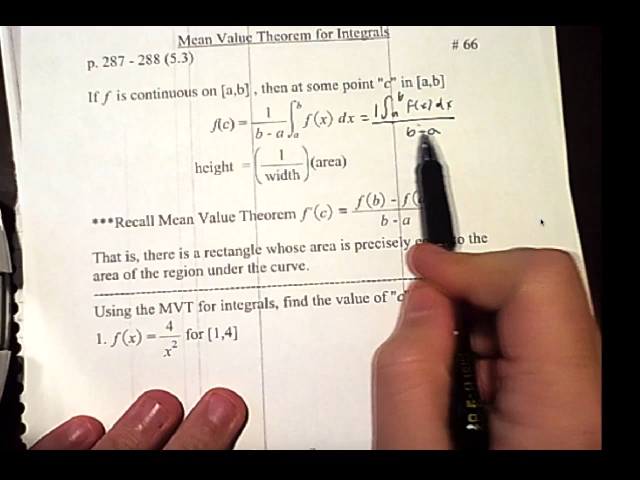 Mean Value Theorem for Integrals
# 66
p. 287 - 288 (5.3)
If f is continuous on [a,b] , then at some point "c" in [a,b]
f(c) = 1/(b - a) ∫_a^b f(x) dx = 1∫_a^b f(x) dx/(b-a)
height = (1/width)(area)
***Recall Mean Value Theorem f'(c) = f(b) - f(/b - a
That is, there is a rectangle whose area is precisely to the
area of the region under the curve.
Using the MVT for integrals, find the value of "c"
1. f(x) = 4/x² for [1,4]